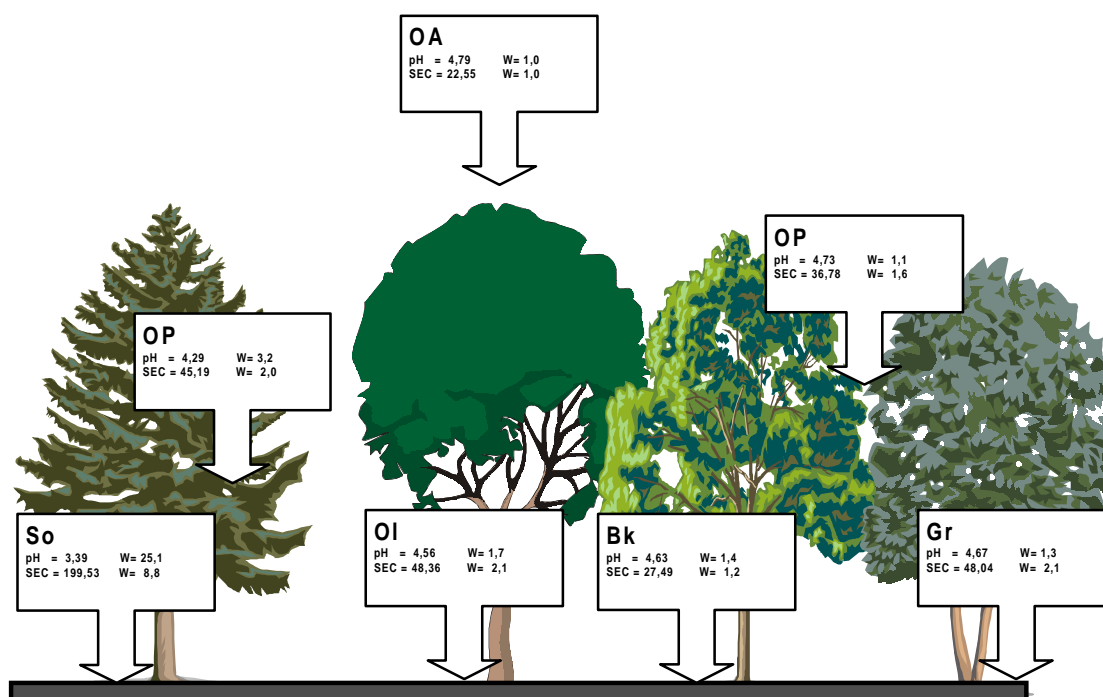 OA
pH = 4,79 W= 1,0
SEC = 22,55 W= 1,0
OP
pH = 4,73 W= 1,1
SEC = 36,78 W= 1,6
OP
pH = 4,29 W= 3,2
SEC = 45,19 W= 2,0
So
pH = 3,39 W= 25,1
SEC = 199,53 W= 8,8
Ol
pH = 4,56 W= 1,7
SEC = 48,36 W= 2,1
Bk
pH = 4,63 W= 1,4
SEC = 27,49 W= 1,2
Gr
pH = 4,67 W= 1,3
SEC = 48,04 W= 2,1